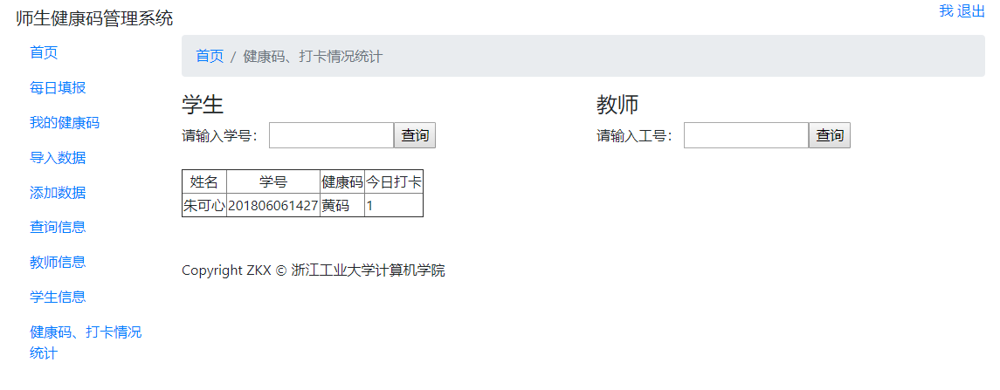 师生健康码管理系统
我 退出
首页
每日填报
我的健康码
导入数据
添加数据
查询信息
教师信息
学生信息
健康码、打卡情况
统计
首页 / 健康码、打卡情况统计
学生
请输入学号： 查询
姓名 学号 健康码 今日打卡
朱可心 201806061427 黄码 1
教师
请输入工号： 查询
Copyright ZKX © 浙江工业大学计算机学院